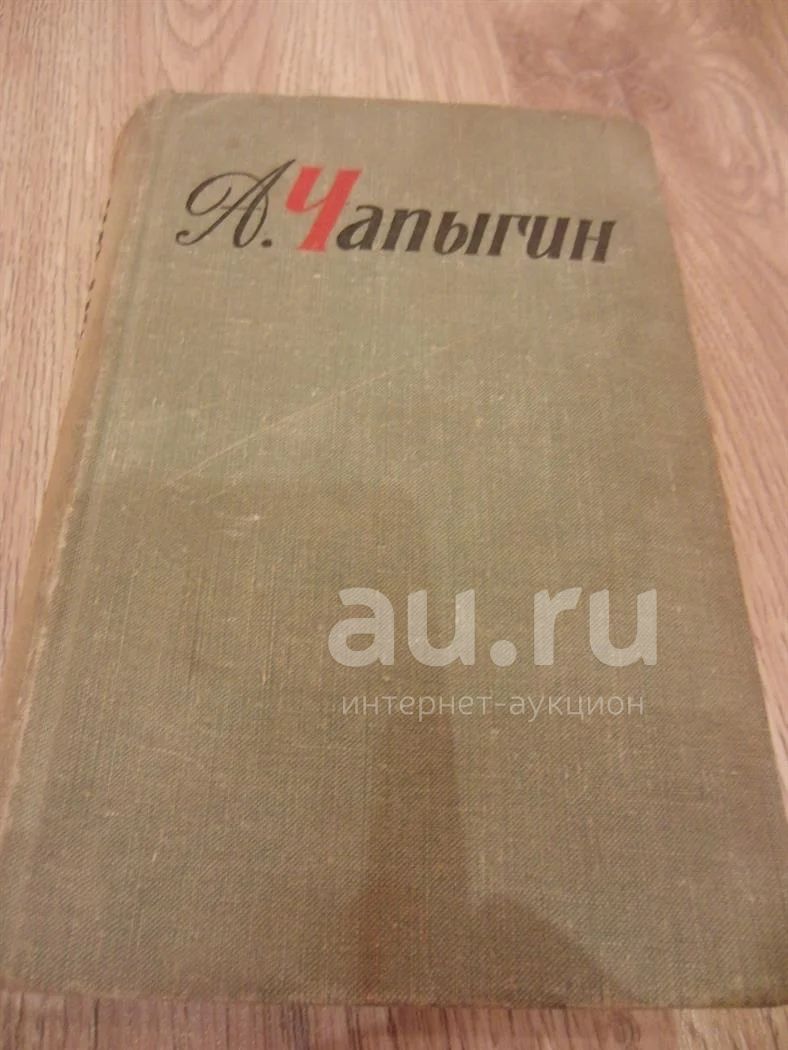 А. Чапыгин
au.ru
интернет-аукцион